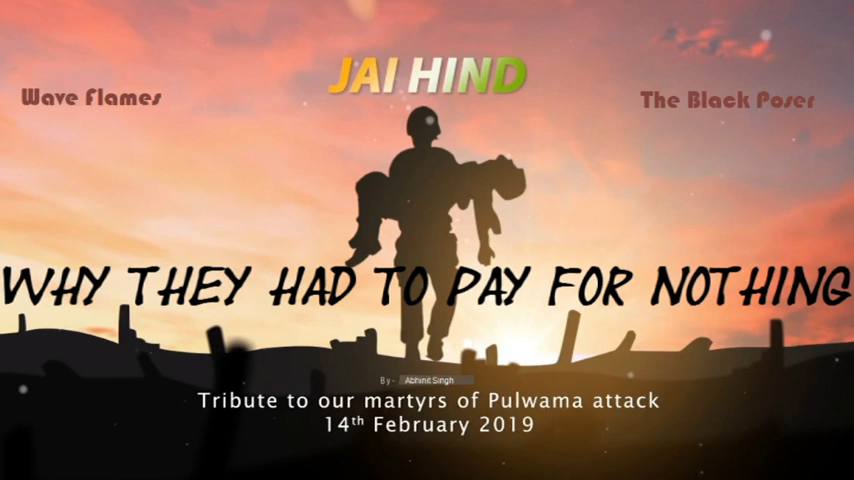 JAI HIND
Wave Flames
The Black Poser
WHY THEY HAD TO PAY FOR NOTHING
By- Abhinit Singh
Tribute to our martyrs of Pulwama attack
14th February 2019